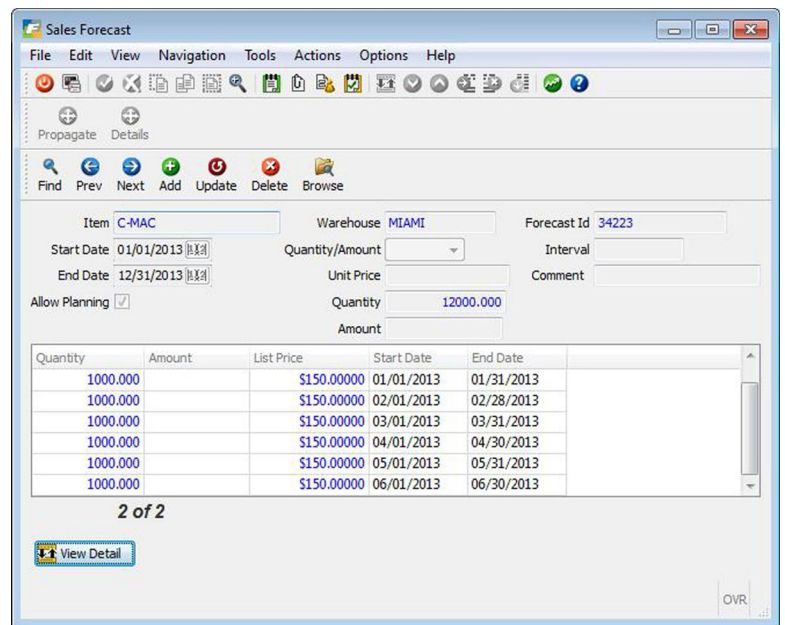 Sales Forecast
File Edit View Navigation Tools Actions Options Help
Propagate Details
Find Prev Next Add Update Delete Browse
Item C-MAC Warehouse MIAMI Forecast Id 34223
Start Date 01/01/2013 Quantity/Amount Interval
End Date 12/31/2013 Unit Price Comment
Allow Planning Quantity 12000.000
Amount
Quantity Amount List Price Start Date End Date
1000.000 $150.00000 01/01/2013 01/31/2013
1000.000 $150.00000 02/01/2013 02/28/2013
1000.000 $150.00000 03/01/2013 03/31/2013
1000.000 $150.00000 04/01/2013 04/30/2013
1000.000 $150.00000 05/01/2013 05/31/2013
1000.000 $150.00000 06/01/2013 06/30/2013
2 of 2
View Detail
OVR